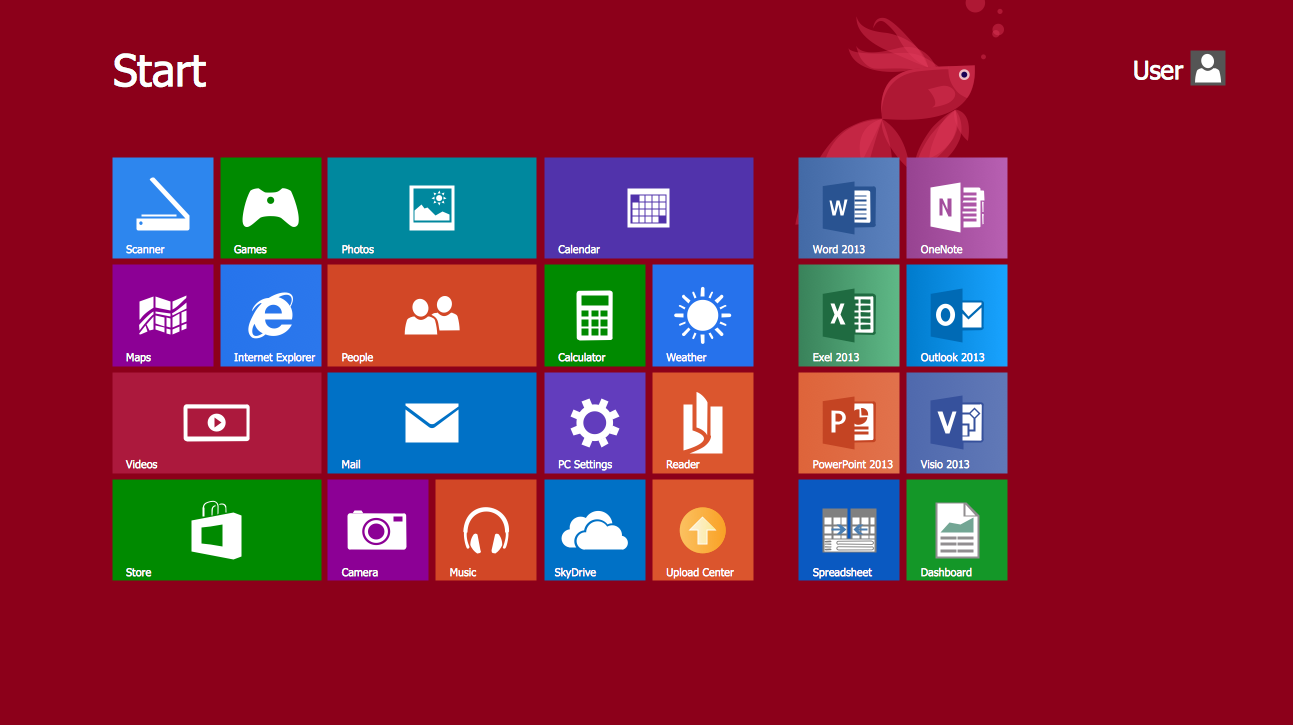 Start
User
Scanner
Games
Photos
Calendar
W
Word 2013
N
OneNote
Maps
Internet Explorer
People
Calculator
Weather
X
Exel 2013
O
Outlook 2013
Videos
Mail
PC Settings
Reader
P
PowerPoint 2013
V
Visio 2013
Store
Camera
Music
SkyDrive
Upload Center
Spreadsheet
Dashboard